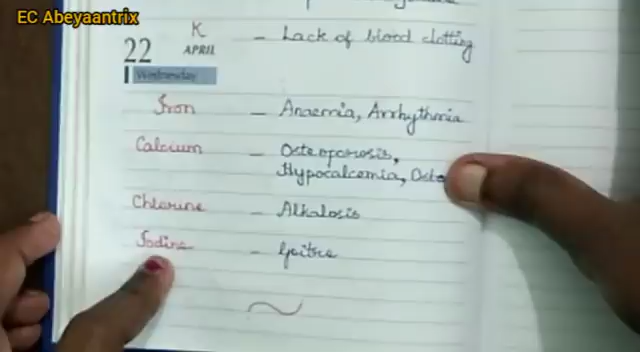 EC Abeyaantrix
K - Lack of blood clotting
22
APRIL
Wednesday
Iron - Anaemia, Arrhythmia
Calcium - Osteoporosis,
Hypocalcemia, Oste
Chlorine - Alkalosis
Iodine - Goitre